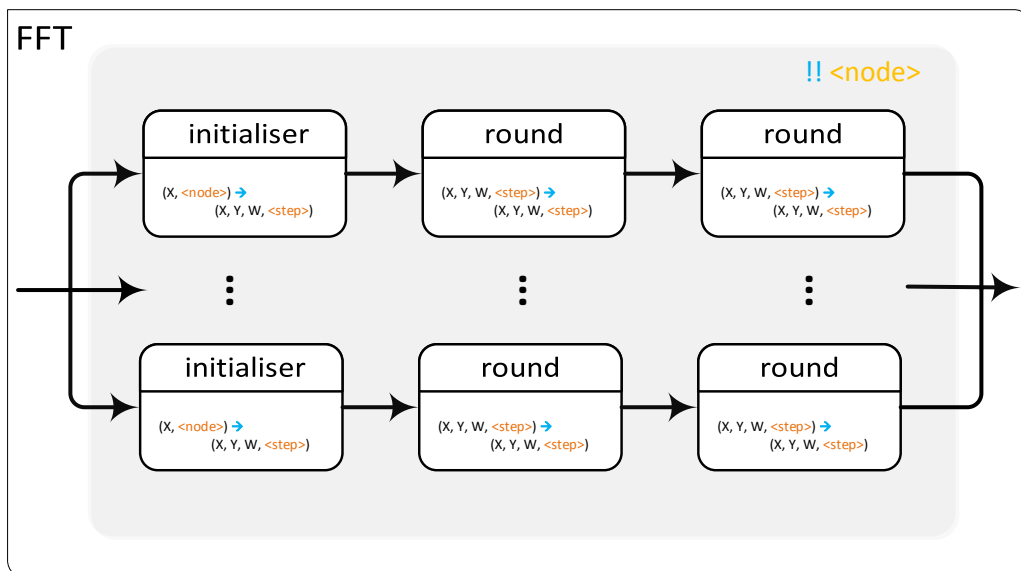 FFT
!! <node>
initialiser
round
round
(X, <node>) ➔
(X, Y, W, <step>)
(X, Y, W, <step>) ➔
(X, Y, W, <step>)
(X, Y, W, <step>) ➔
(X, Y, W, <step>)
initialiser
round
round
(X, <node>) ➔
(X, Y, W, <step>)
(X, Y, W, <step>) ➔
(X, Y, W, <step>)
(X, Y, W, <step>) ➔
(X, Y, W, <step>)